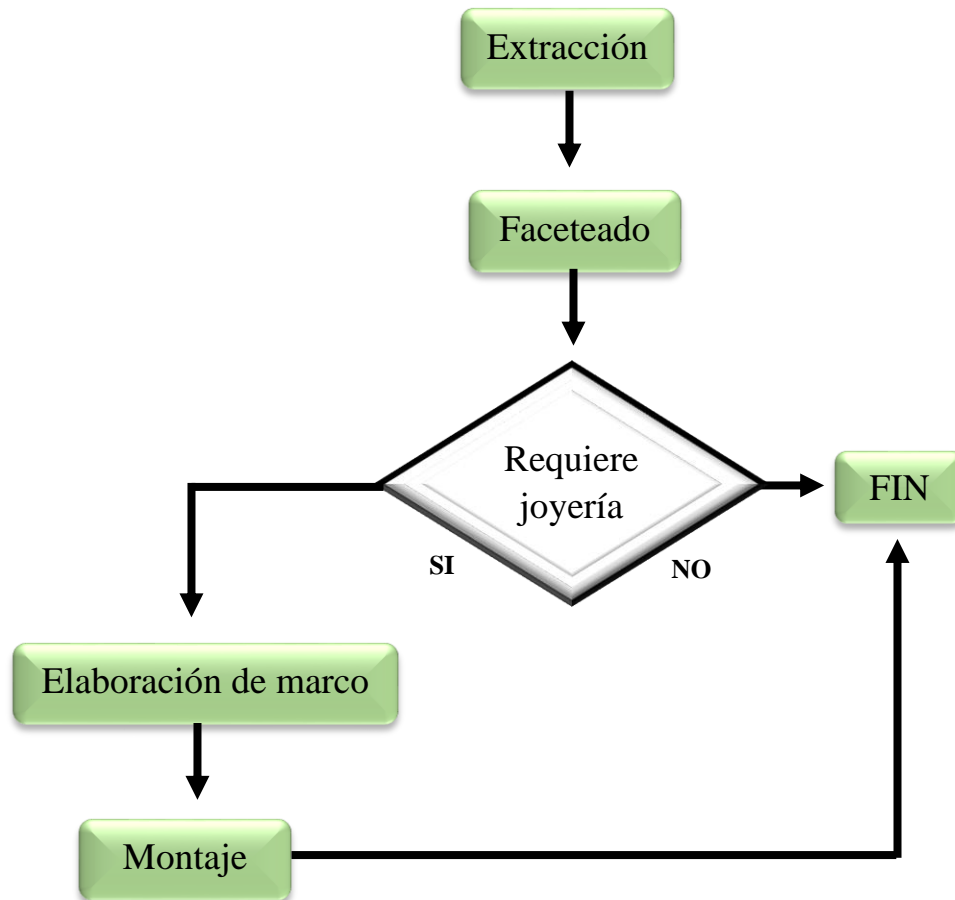 Extracción
Faceteado
Requiere
joyería
FIN
SI
NO
Elaboración de marco
Montaje